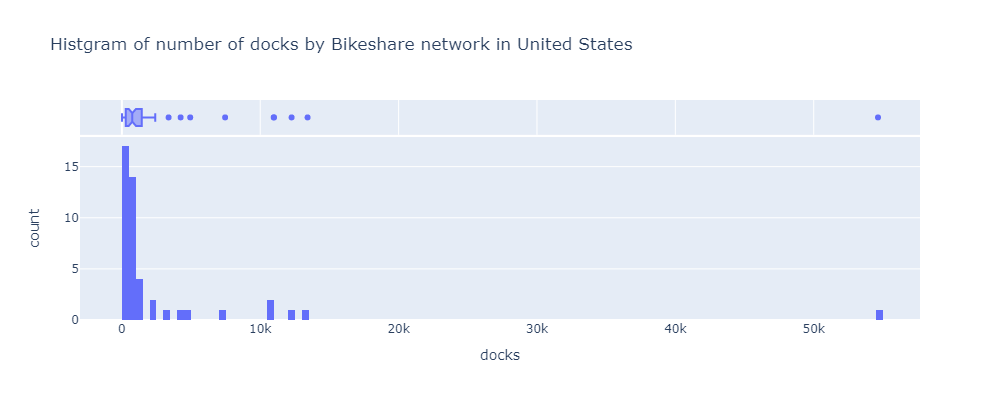 Histgram of number of docks by Bikeshare network in United States
15
10
5
0
count
0 10k 20k 30k 40k 50k
docks